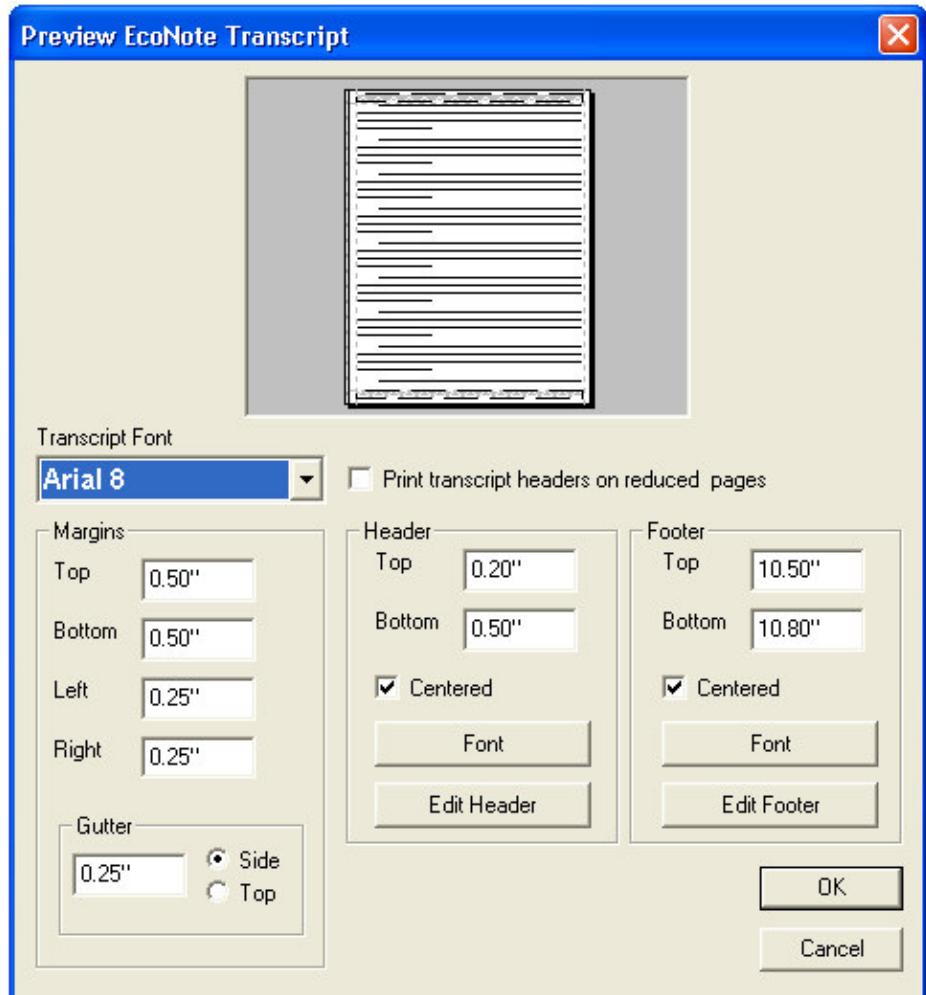 Preview EcoNote Transcript
Transcript Font
Arial 8
Print transcript headers on reduced pages
Margins
Top 0.50"
Bottom 0.50"
Left 0.25"
Right 0.25"
Gutter
0.25"
Side
Top
Header
Top 0.20"
Bottom 0.50"
Centered
Font
Edit Header
Footer
Top 10.50"
Bottom 10.80"
Centered
Font
Edit Footer
OK
Cancel